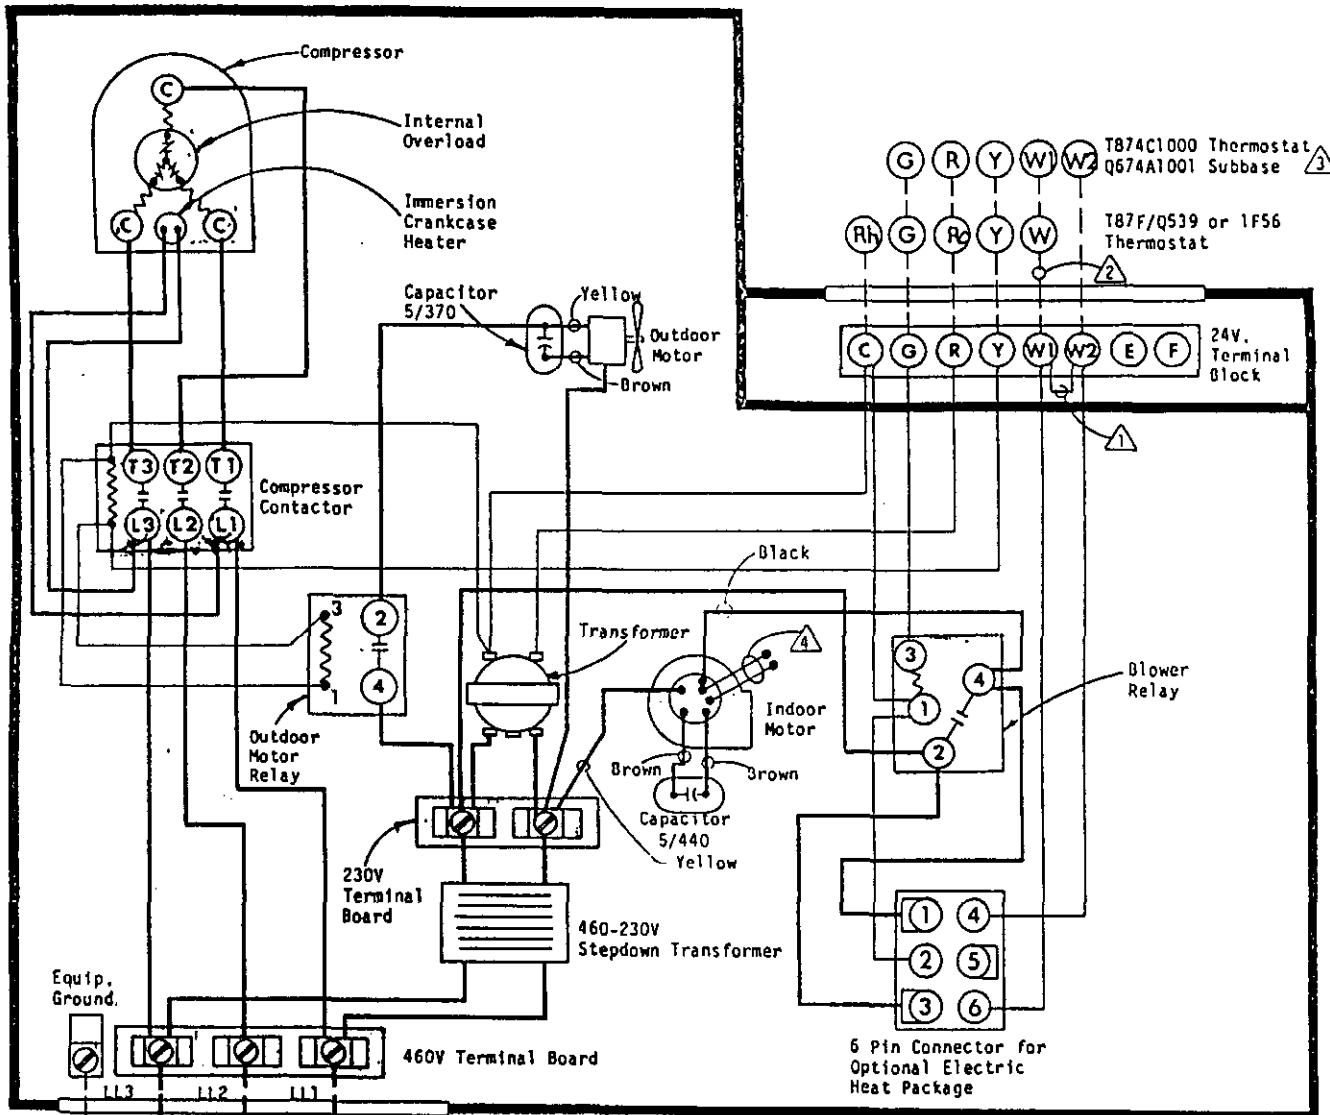 Compressor
C
Internal
Overload
Immersion
Crankcase
Heater
C
C
G
R
Y
W1
W2
T874C1000 Thermostat
Q674A1001 Subbase
3
Rh
G
Rc
Y
W
T87F/Q539 or 1F56
Thermostat
2
Capacitor
5/370
Yellow
Outdoor
Motor
Brown
C
G
R
Y
W1
W2
E
F
24V.
Terminal
Block
1
T3
T2
T1
L3
L2
L1
Compressor
Contactor
Black
3
2
1
4
Outdoor
Motor
Relay
Transformer
4
Indoor
Motor
3
4
1
2
Blower
Relay
Brown
Brown
Capacitor
5/440
Yellow
230V
Terminal
Board
460-230V
Stepdown Transformer
1
4
2
5
3
6
6 Pin Connector for
Optional Electric
Heat Package
Equip.
Ground.
460V Terminal Board
LL3
LL2
LL1